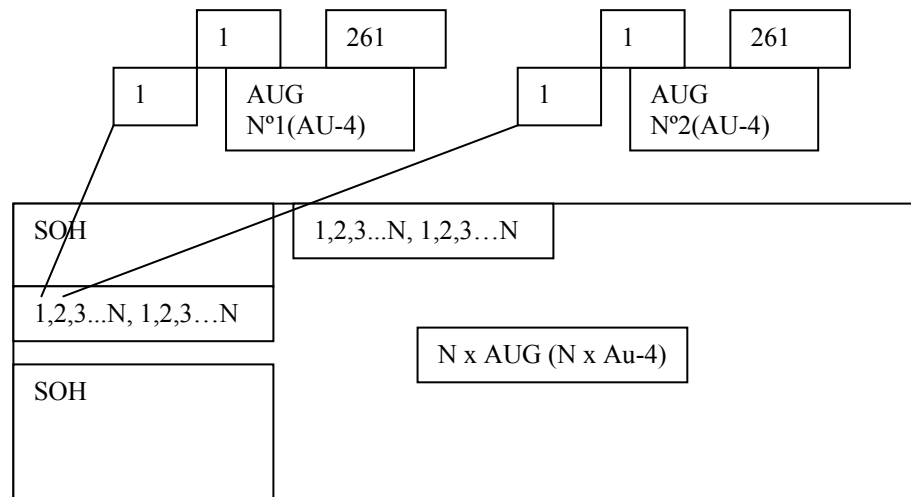 1
261
1
261
1
AUG
Nº1(AU-4)
1
AUG
Nº2(AU-4)
SOH
1,2,3...N, 1,2,3…N
1,2,3...N, 1,2,3…N
N x AUG (N x Au-4)
SOH